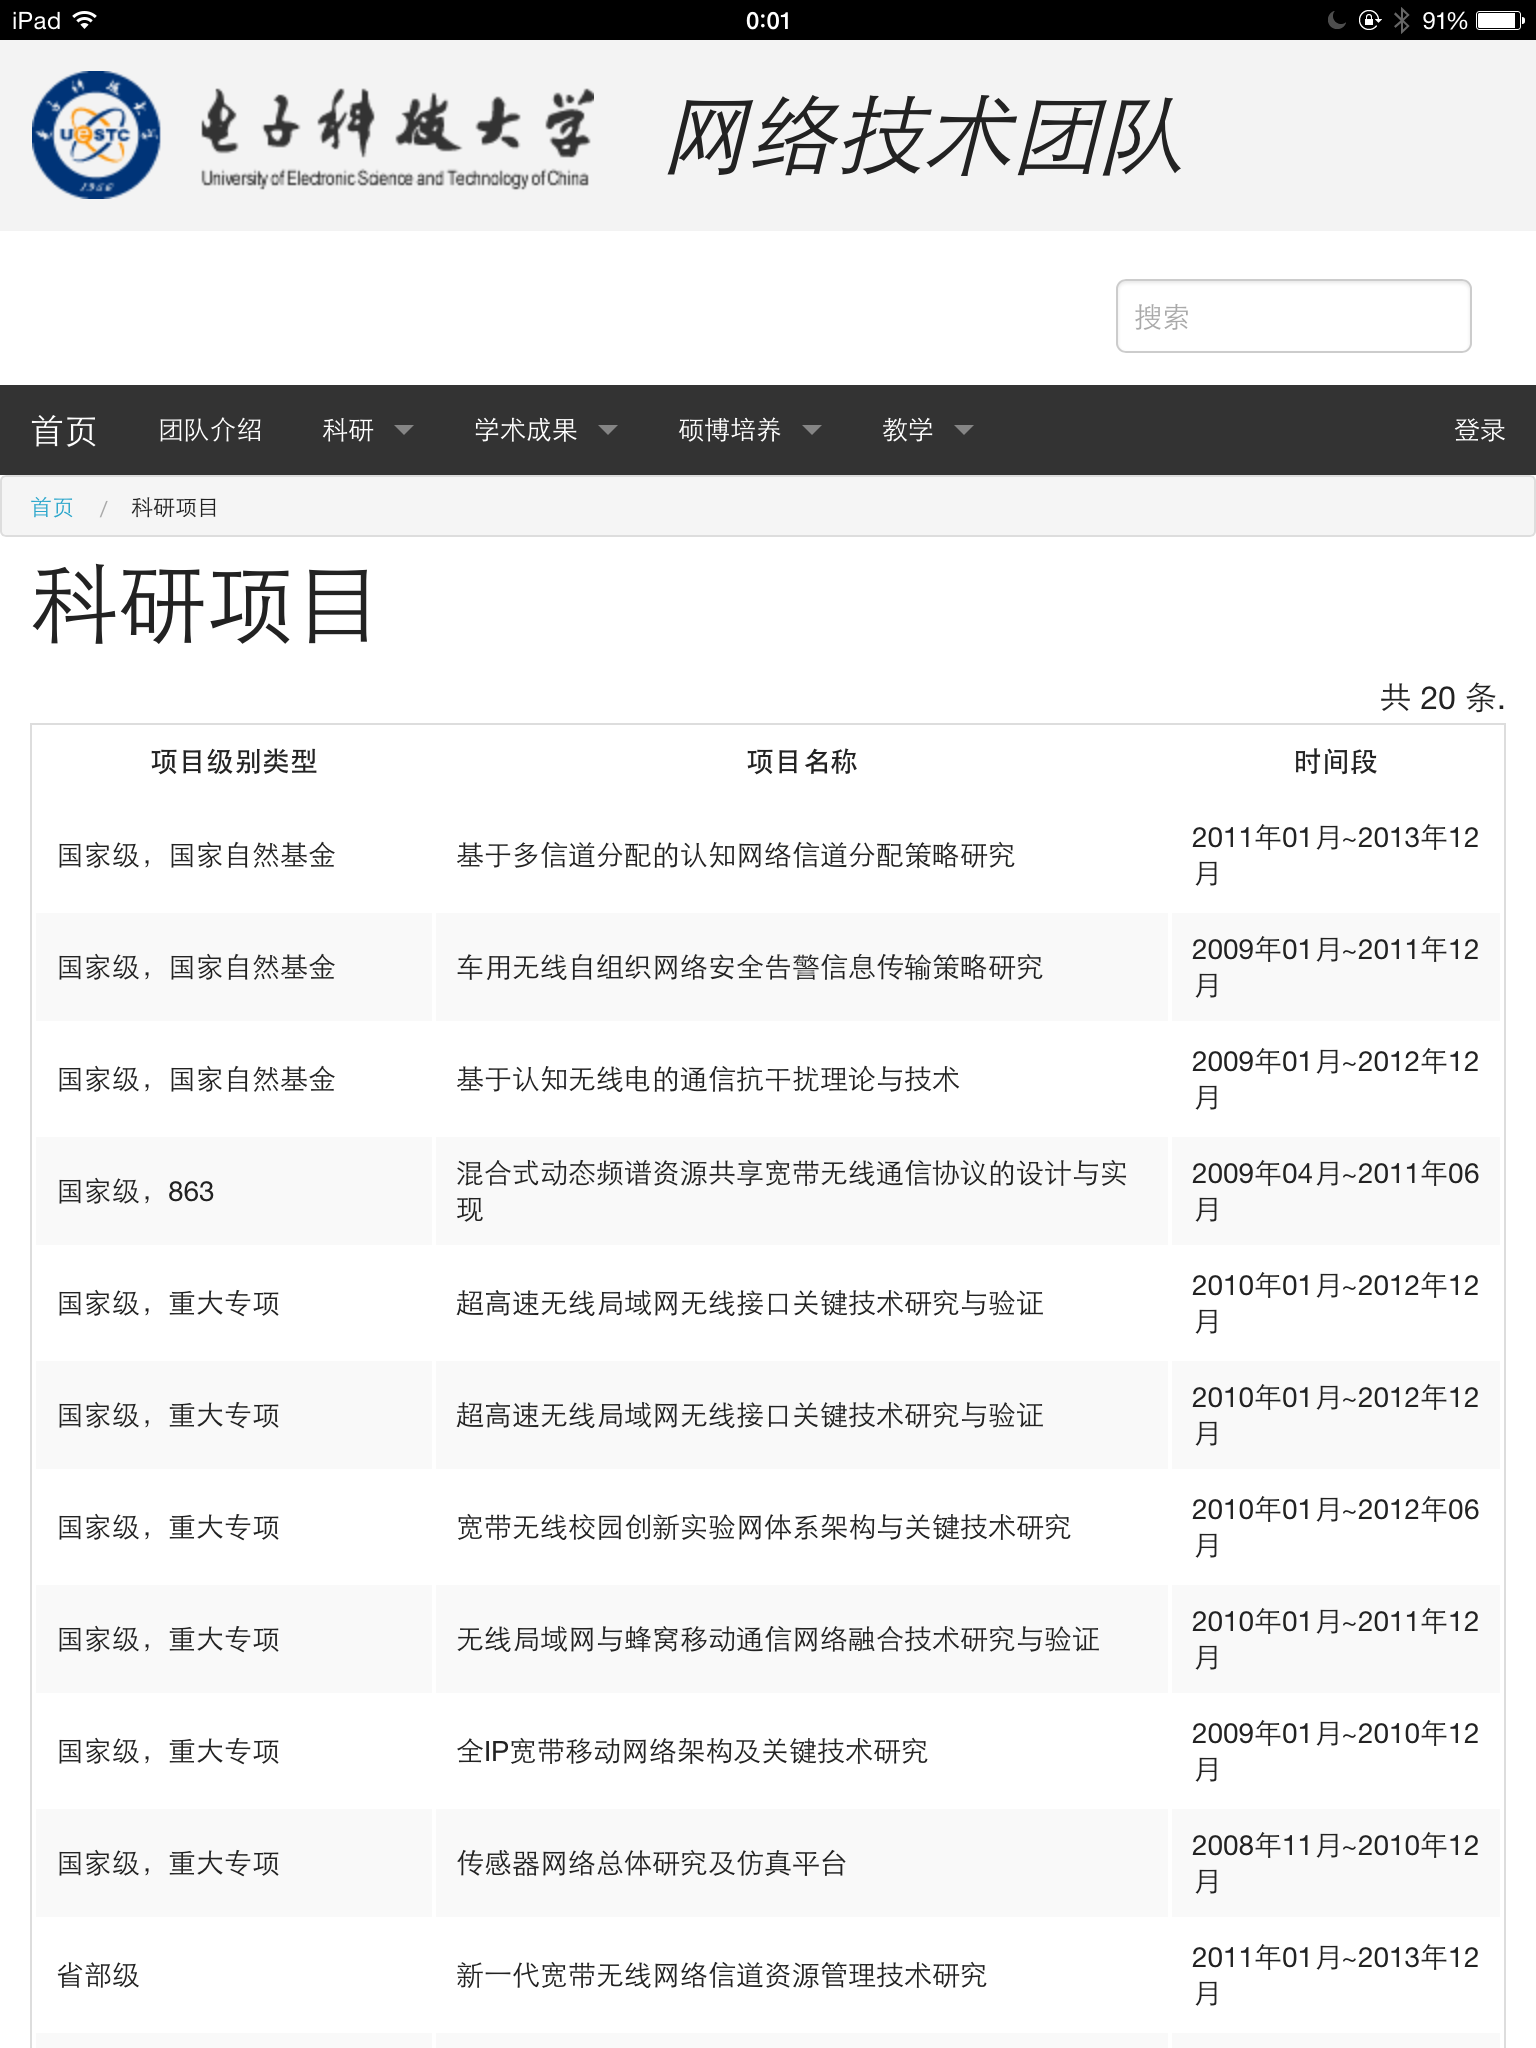 iPad 0:01 91%
UeSTC
1956
电子科技大学
University of Electronic Science and Technology of China
网络技术团队
搜索
首页 团队介绍 科研 学术成果 硕博培养 教学 登录
首页 / 科研项目
科研项目
共 20 条.
项目级别类型 项目名称 时间段
国家级，国家自然基金 基于多信道分配的认知网络信道分配策略研究 2011年01月~2013年12
月
国家级，国家自然基金 车用无线自组织网络安全告警信息传输策略研究 2009年01月~2011年12
月
国家级，国家自然基金 基于认知无线电的通信抗干扰理论与技术 2009年01月~2012年12
月
国家级，863 混合式动态频谱资源共享宽带无线通信协议的设计与实 2009年04月~2011年06
现 月
国家级，重大专项 超高速无线局域网无线接口关键技术研究与验证 2010年01月~2012年12
月
国家级，重大专项 超高速无线局域网无线接口关键技术研究与验证 2010年01月~2012年12
月
国家级，重大专项 宽带无线校园创新实验网体系架构与关键技术研究 2010年01月~2012年06
月
国家级，重大专项 无线局域网与蜂窝移动通信网络融合技术研究与验证 2010年01月~2011年12
月
国家级，重大专项 全IP宽带移动网络架构及关键技术研究 2009年01月~2010年12
月
国家级，重大专项 传感器网络总体研究及仿真平台 2008年11月~2010年12
月
省部级 新一代宽带无线网络信道资源管理技术研究 2011年01月~2013年12
月